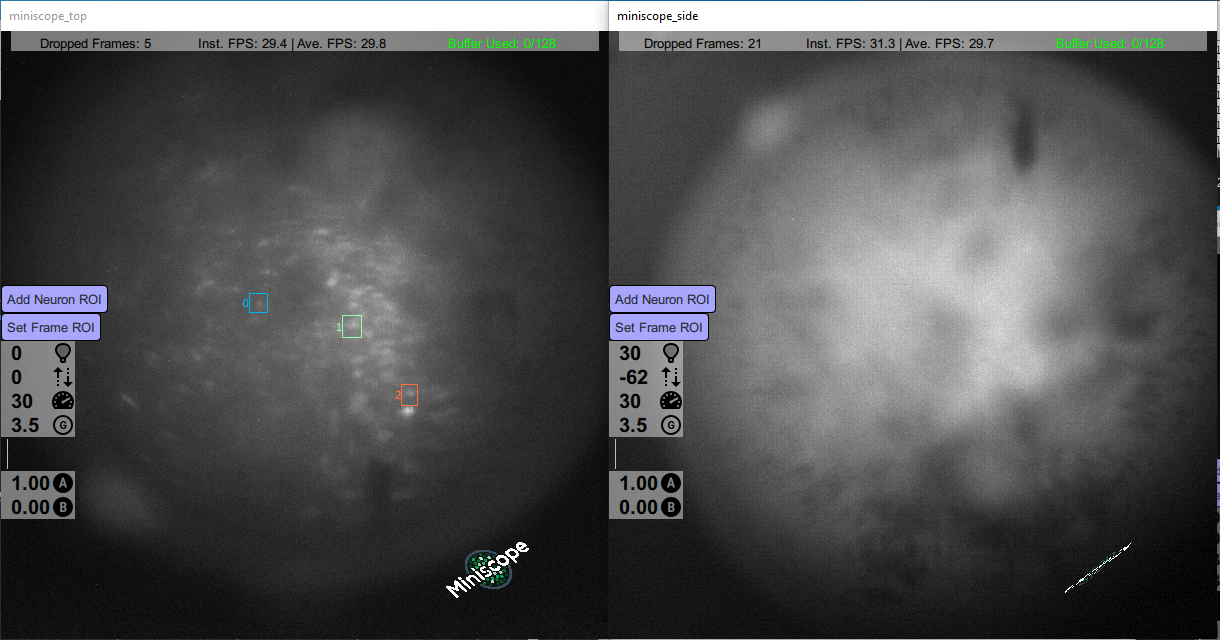 miniscope_top
Dropped Frames: 5 Inst. FPS: 29.4 | Ave. FPS: 29.8 Buffer Used: 0/128
0
1
2
Add Neuron ROI
Set Frame ROI
0
0
30
3.5 G
1.00 A
0.00 B
Miniscope
miniscope_side
Dropped Frames: 21 Inst. FPS: 31.3 | Ave. FPS: 29.7 Buffer Used: 0/128
Add Neuron ROI
Set Frame ROI
30
-62
30
3.5 G
1.00 A
0.00 B